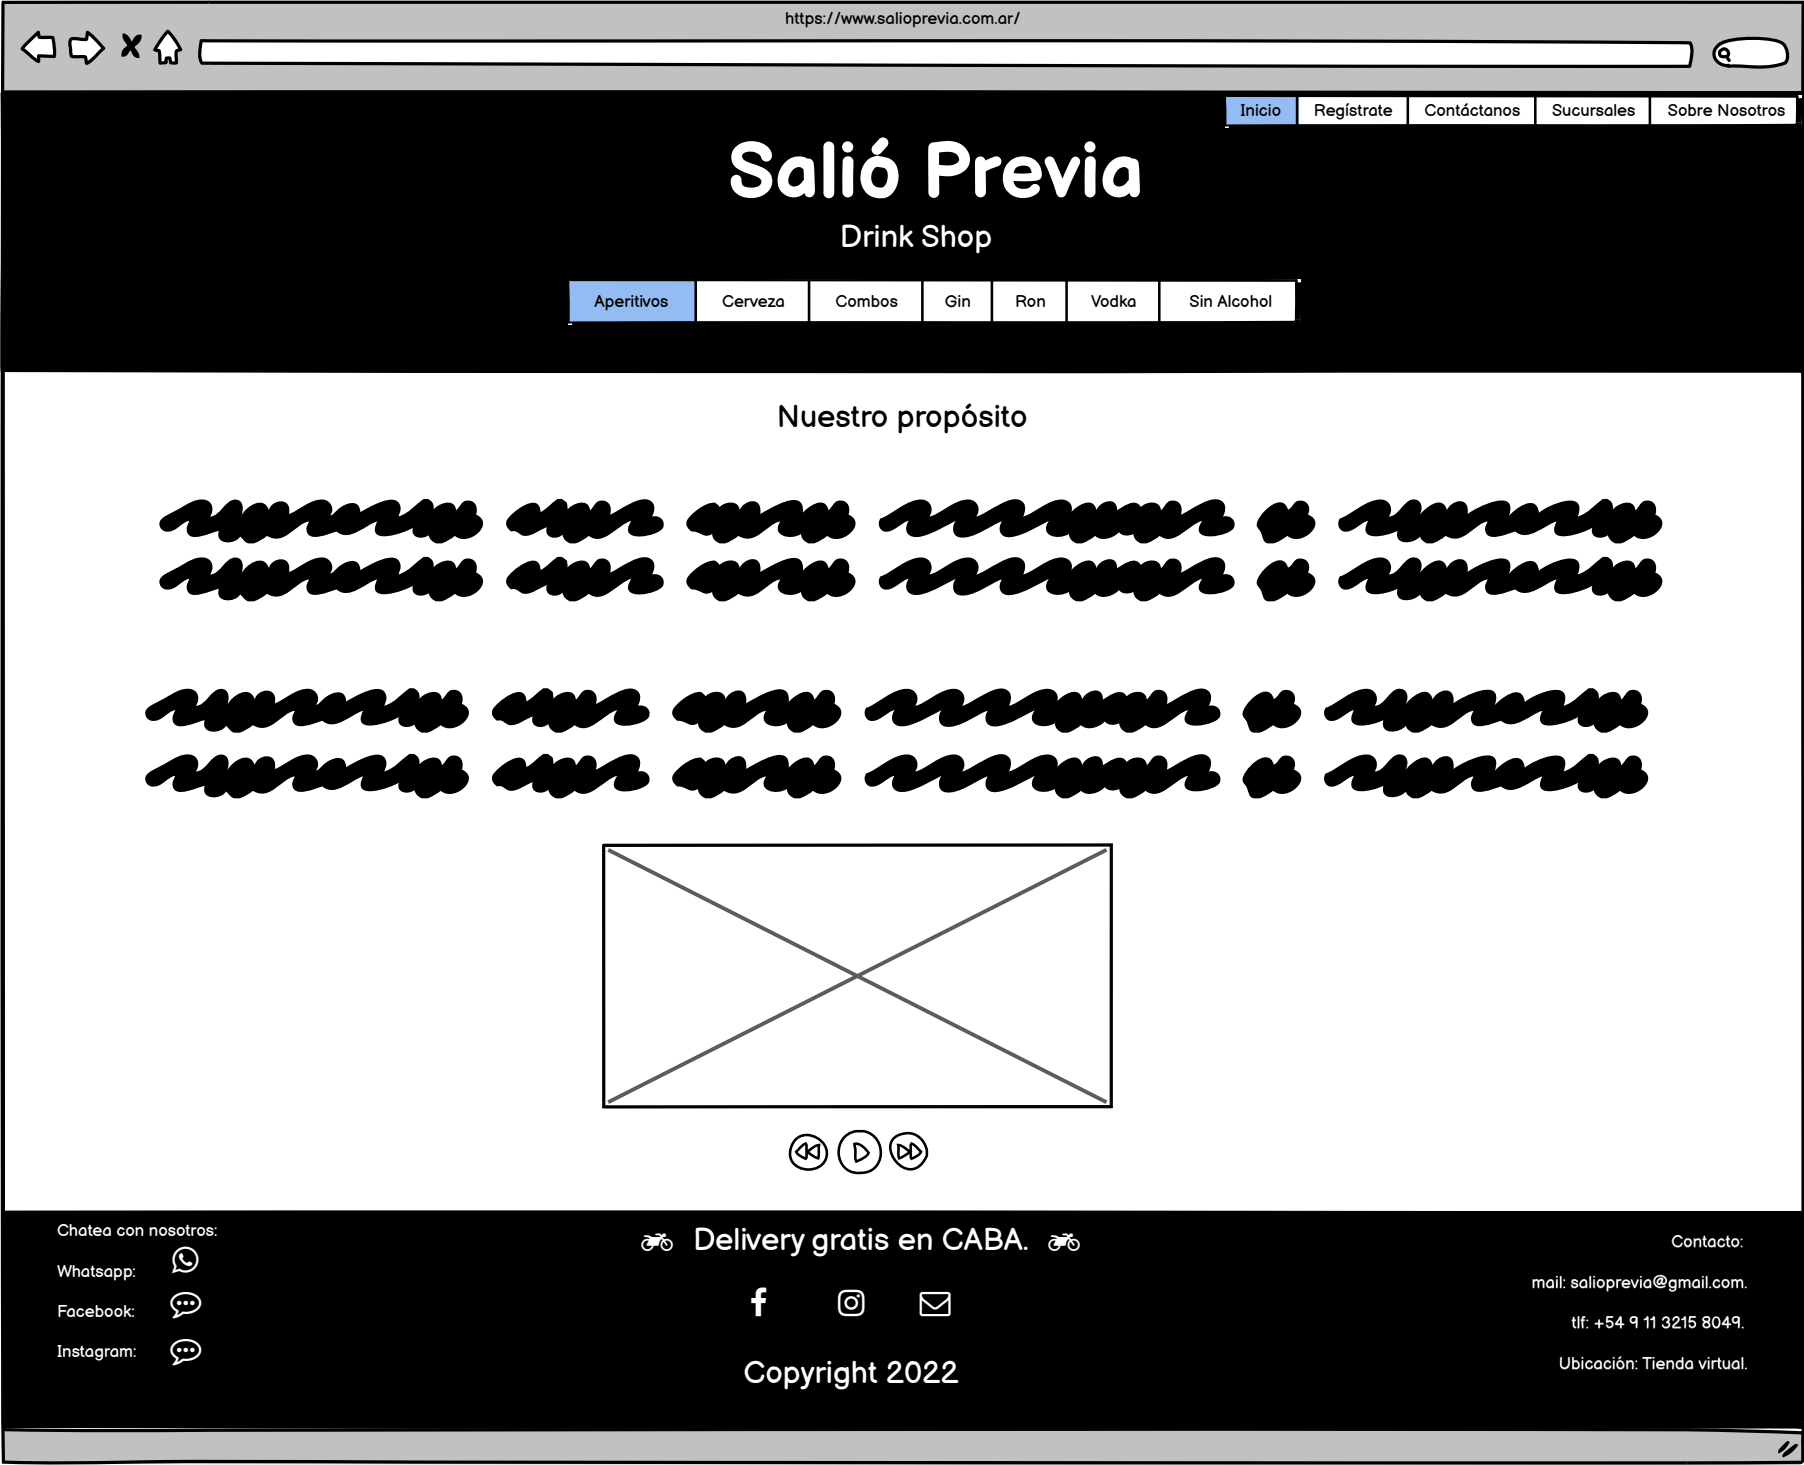 https://www.salioprevia.com.ar/
Inicio Regístrate Contáctanos Sucursales Sobre Nosotros
Salió Previa
Drink Shop
Aperitivos Cerveza Combos Gin Ron Vodka Sin Alcohol
Nuestro propósito
Chatea con nosotros:
Whatsapp:
Facebook:
Instagram:
Delivery gratis en CABA.
Copyright 2022
Contacto:
mail: salioprevia@gmail.com.
tlf: +54 9 11 3215 8049.
Ubicación: Tienda virtual.